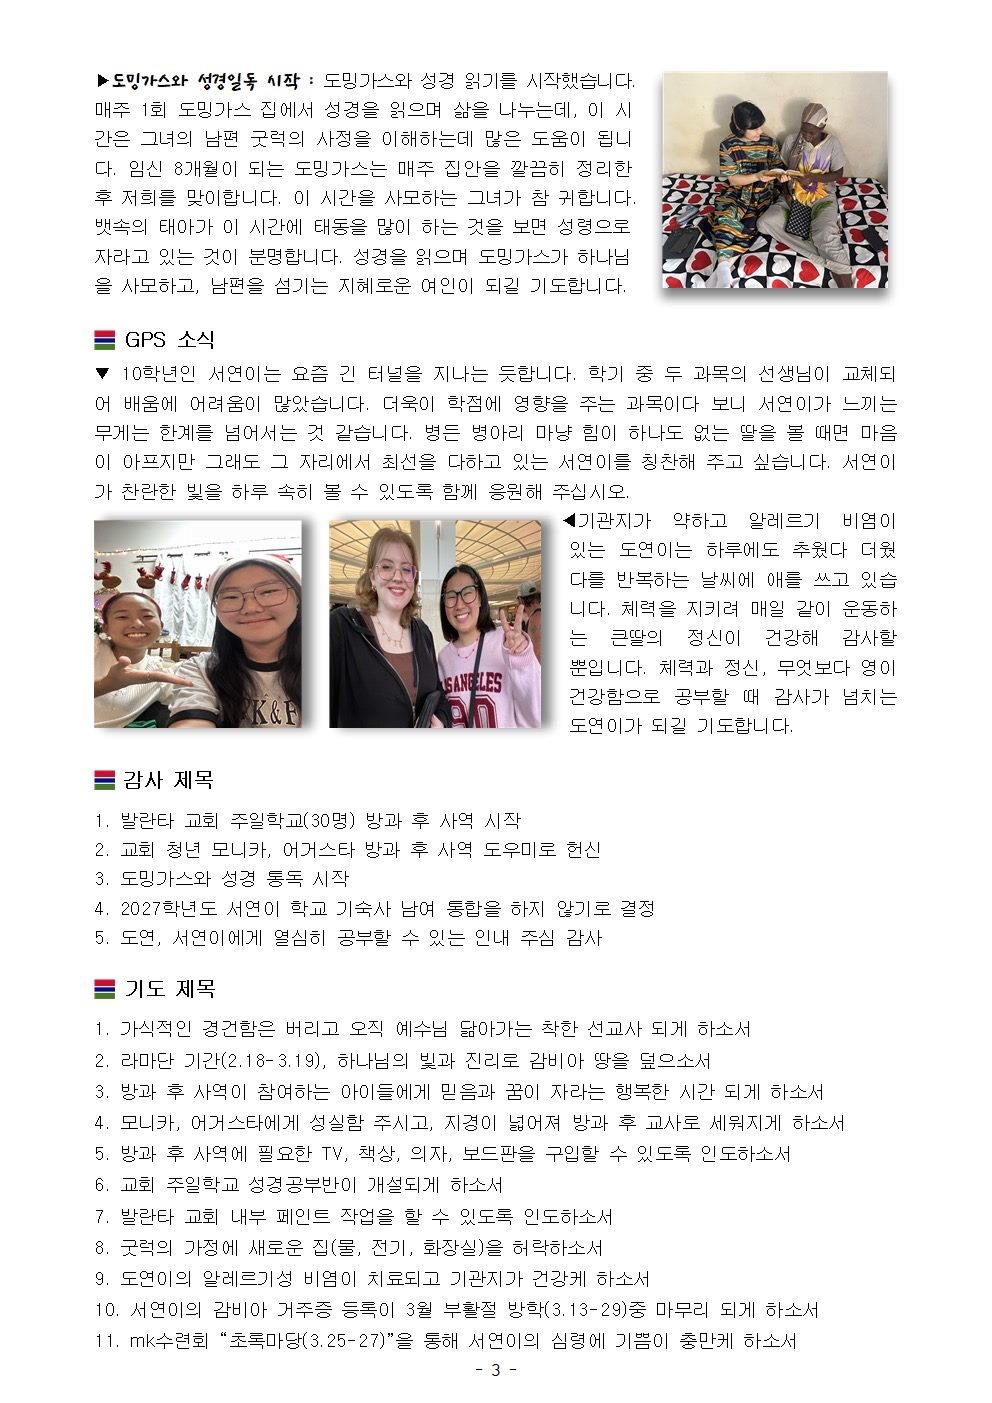 ▶도밍가스와 성경일독 시작 : 도밍가스와 성경 읽기를 시작했습니다.
매주 1회 도밍가스 집에서 성경을 읽으며 삶을 나누는데, 이 시
간은 그녀의 남편 굿럭의 사정을 이해하는데 많은 도움이 됩니
다. 임신 8개월이 되는 도밍가스는 매주 집안을 깔끔히 정리한
후 저희를 맞이합니다. 이 시간을 사모하는 그녀가 참 귀합니다.
뱃속의 태아가 이 시간에 태동을 많이 하는 것을 보면 성령으로
자라고 있는 것이 분명합니다. 성경을 읽으며 도밍가스가 하나님
을 사모하고, 남편을 섬기는 지혜로운 여인이 되길 기도합니다.
GPS 소식
▼ 10학년인 서연이는 요즘 긴 터널을 지나는 듯합니다. 학기 중 두 과목의 선생님이 교체되
어 배움에 어려움이 많았습니다. 더욱이 학점에 영향을 주는 과목이다 보니 서연이가 느끼는
무게는 한계를 넘어서는 것 같습니다. 병든 병아리 마냥 힘이 하나도 없는 딸을 볼 때면 마음
이 아프지만 그래도 그 자리에서 최선을 다하고 있는 서연이를 칭찬해 주고 싶습니다. 서연이
가 찬란한 빛을 하루 속히 볼 수 있도록 함께 응원해 주십시오.
◀기관지가 약하고 알레르기 비염이
있는 도연이는 하루에도 추웠다 더웠
다를 반복하는 날씨에 애를 쓰고 있습
니다. 체력을 지키려 매일 같이 운동하
는 큰딸의 정신이 건강해 감사할
뿐입니다. 체력과 정신, 무엇보다 영이
건강함으로 공부할 때 감사가 넘치는
도연이가 되길 기도합니다.
K&F
OS ANGELES
90
감사 제목
1. 발란타 교회 주일학교(30명) 방과 후 사역 시작
2. 교회 청년 모니카, 어거스타 방과 후 사역 도우미로 헌신
3. 도밍가스와 성경 통독 시작
4. 2027학년도 서연이 학교 기숙사 남여 통합을 하지 않기로 결정
5. 도연, 서연이에게 열심히 공부할 수 있는 인내 주심 감사
기도 제목
1. 가식적인 경건함은 버리고 오직 예수님 닮아가는 착한 선교사 되게 하소서
2. 라마단 기간(2.18-3.19), 하나님의 빛과 진리로 감비아 땅을 덮으소서
3. 방과 후 사역이 참여하는 아이들에게 믿음과 꿈이 자라는 행복한 시간 되게 하소서
4. 모니카, 어거스타에게 성실함 주시고, 지경이 넓어져 방과 후 교사로 세워지게 하소서
5. 방과 후 사역에 필요한 TV, 책상, 의자, 보드판을 구입할 수 있도록 인도하소서
6. 교회 주일학교 성경공부반이 개설되게 하소서
7. 발란타 교회 내부 페인트 작업을 할 수 있도록 인도하소서
8. 굿럭의 가정에 새로운 집(물, 전기, 화장실)을 허락하소서
9. 도연이의 알레르기성 비염이 치료되고 기관지가 건강케 하소서
10. 서연이의 감비아 거주증 등록이 3월 부활절 방학(3.13-29)중 마무리 되게 하소서
11. mk수련회 “초록마당(3.25-27)”을 통해 서연이의 심령에 기쁨이 충만케 하소서
- 3 -